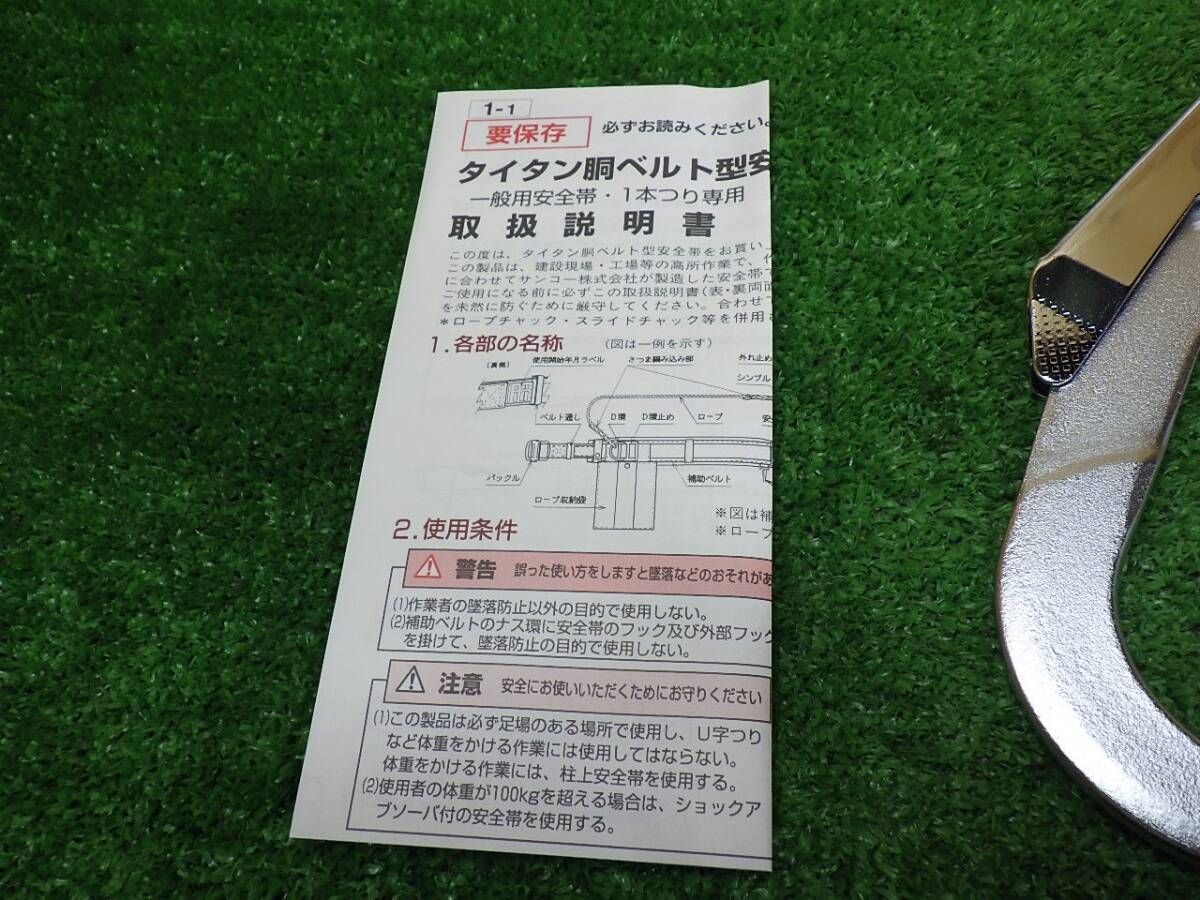 1-1
要保存 必ずお読みください。
タイタン胴ベルト型安
一般用安全帯・1本つり専用
取扱説明書
この度は、タイタン胴ベルト型安全帯をお買い
この製品は、建設現場・工場等の高所作業で、
に合わせてサンコー株式会社が製造した安全帯で
ご使用になる前に必ずこの取扱説明書(表・裏両面
を未然に防ぐために厳守してください。合わせて
*ロープチャック・スライドチャック等を併用
1.各部の名称 (図は一例を示す)
(裏側) 使用開始年月ラベル さつま編み込み部 外れ止め
シンブル
ベルト通し D環 D環止め ロープ 安
バックル 補助ベルト
ロープ収納袋
※図は補
※ロープ
2.使用条件
警告 誤った使い方をしますと墜落などのおそれがあ
(1)作業者の墜落防止以外の目的で使用しない。
(2)補助ベルトのナス環に安全帯のフック及び外部フック
を掛けて、墜落防止の目的で使用しない。
注意 安全にお使いいただくためにお守りください
(1)この製品は必ず足場のある場所で使用し、U字つり
など体重をかける作業には使用してはならない。
体重をかける作業には、柱上安全帯を使用する。
(2)使用者の体重が100kgを超える場合は、ショックア
ブソーバ付の安全帯を使用する。